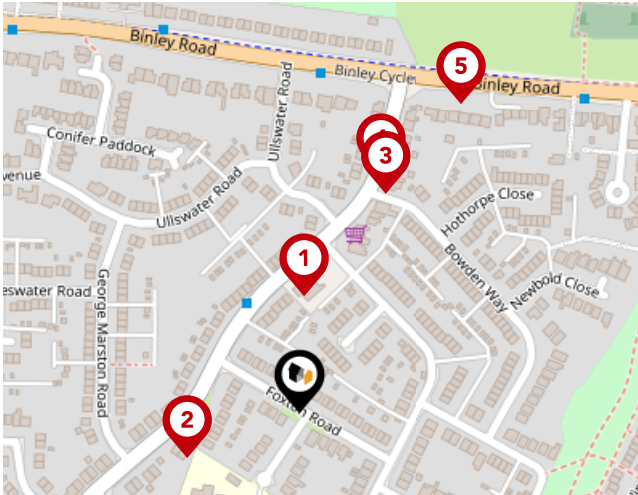 Binley Road
Binley Cycle
5
Binley Road
Ullswater Road
Conifer Paddock
3
venue
Ullswater Road
Hothorpe Close
1
Bowden Way
Newbold Close
eswater Road
George Marston Road
Foxton Road
2